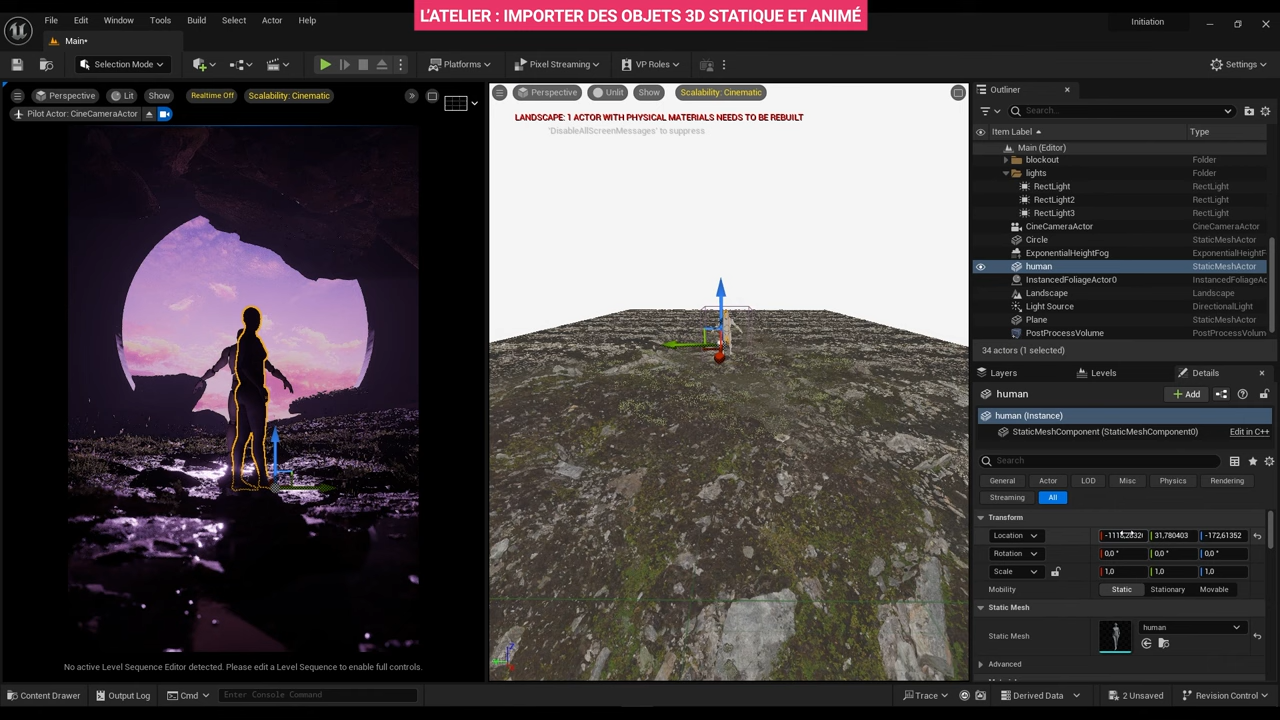 L'ATELIER : IMPORTER DES OBJETS 3D STATIQUE ET ANIMÉ
File Edit Window Tools Build Select Actor Help
Initiation
Main*
Selection Mode
Platforms
Pixel Streaming
VP Roles
Settings
Perspective Lit Show Realtime Off Scalability: Cinematic
Pilot Actor: CineCameraActor
No active Level Sequence Editor detected. Please edit a Level Sequence to enable full controls.
Perspective Unlit Show Scalability: Cinematic
LANDSCAPE: 1 ACTOR WITH PHYSICAL MATERIALS NEEDS TO BE REBUILT
'DisableAllScreenMessages' to suppress
Outliner
Search...
Item Label Type
Main (Editor)
blockout Folder
lights Folder
RectLight RectLight
RectLight2 RectLight
RectLight3 RectLight
CineCameraActor CineCameraActor
Circle StaticMeshActor
ExponentialHeightFog ExponentialHeightF
human StaticMeshActor
InstancedFoliageActor0 InstancedFoliageAc
Landscape Landscape
Light Source DirectionalLight
Plane StaticMeshActor
PostProcessVolume PostProcessVolum
34 actors (1 selected)
Layers Levels Details
human
Add
human (Instance)
StaticMeshComponent (StaticMeshComponent0) Edit in C++
Search
General Actor LOD Misc Physics Rendering
Streaming All
Transform
Location 31,780403 -172,61352
Rotation 0,0 ° 0,0 ° 0,0 °
Scale 1,0 1,0 1,0
Mobility Static Stationary Movable
Static Mesh
Static Mesh human
Advanced
Content Drawer Output Log Cmd Enter Console Command Trace Derived Data 2 Unsaved Revision Control